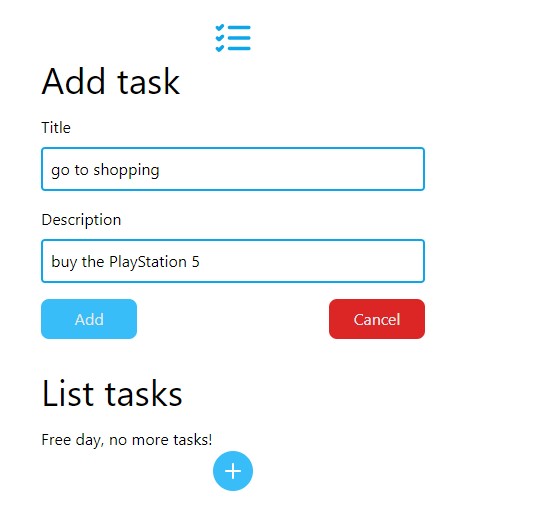 Add task
Title
go to shopping
Description
buy the PlayStation 5
Add
Cancel
List tasks
Free day, no more tasks!